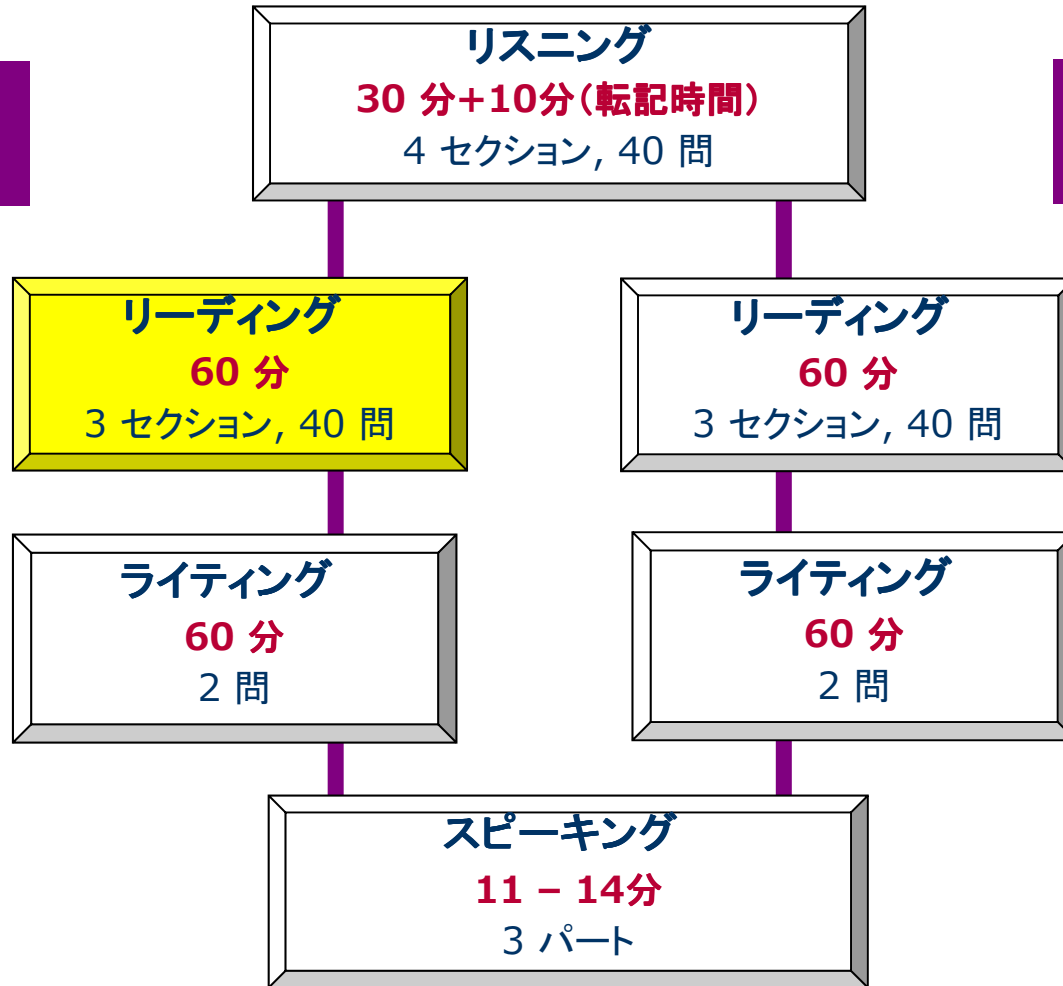 リスニング
30 分+10分(転記時間)
4 セクション, 40 問
リーディング
60 分
3 セクション, 40 問
リーディング
60 分
3 セクション, 40 問
ライティング
60 分
2 問
ライティング
60 分
2 問
スピーキング
11 – 14分
3 パート